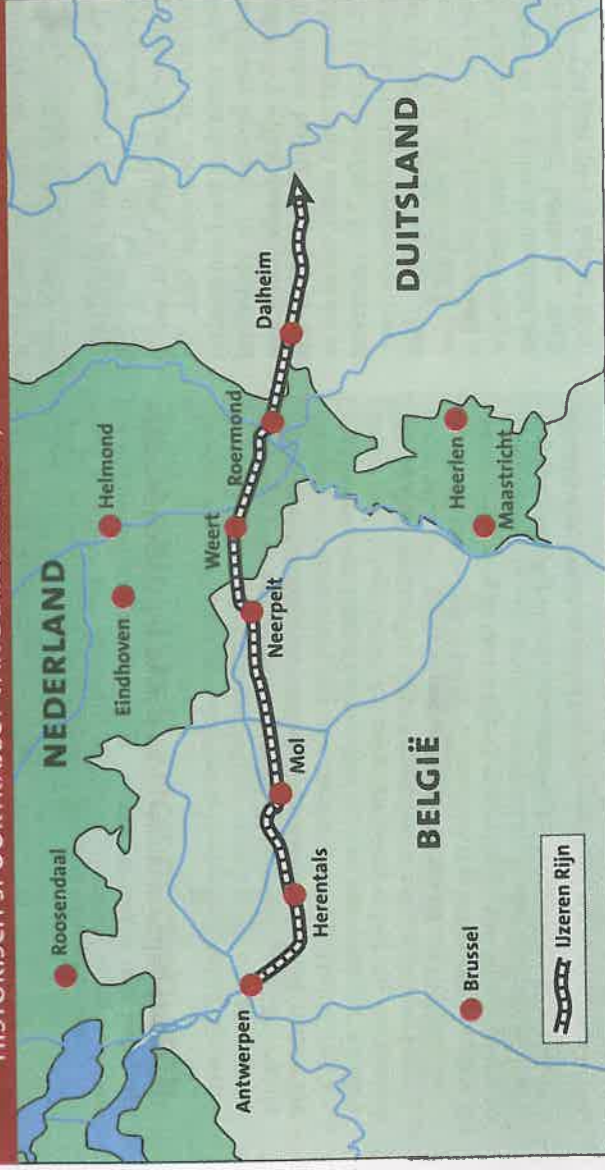 NEDERLAND
Roosendaal
Helmond
Eindhoven
Weert
Roermond
Dalheim
Neerpelt
Mol
Herentals
Antwerpen
DUITSLAND
Heerlen
Maastricht
BELGIË
Brussel
IJzeren Rijn